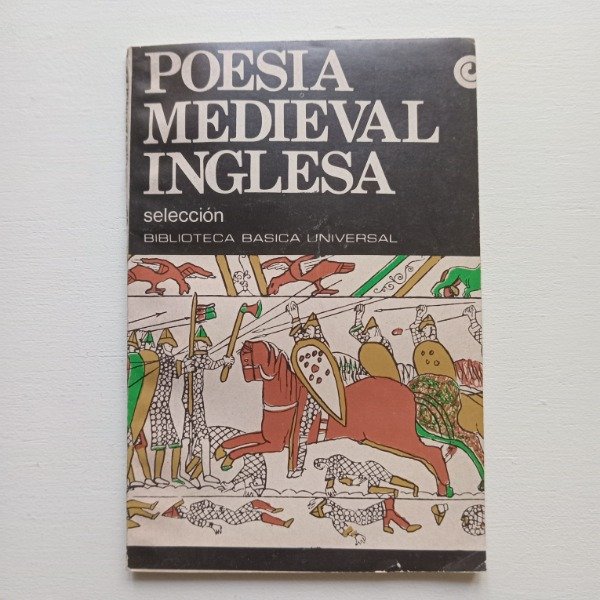 POESIA
MEDIEVAL
INGLESA
selección
BIBLIOTECA BASICA UNIVERSAL